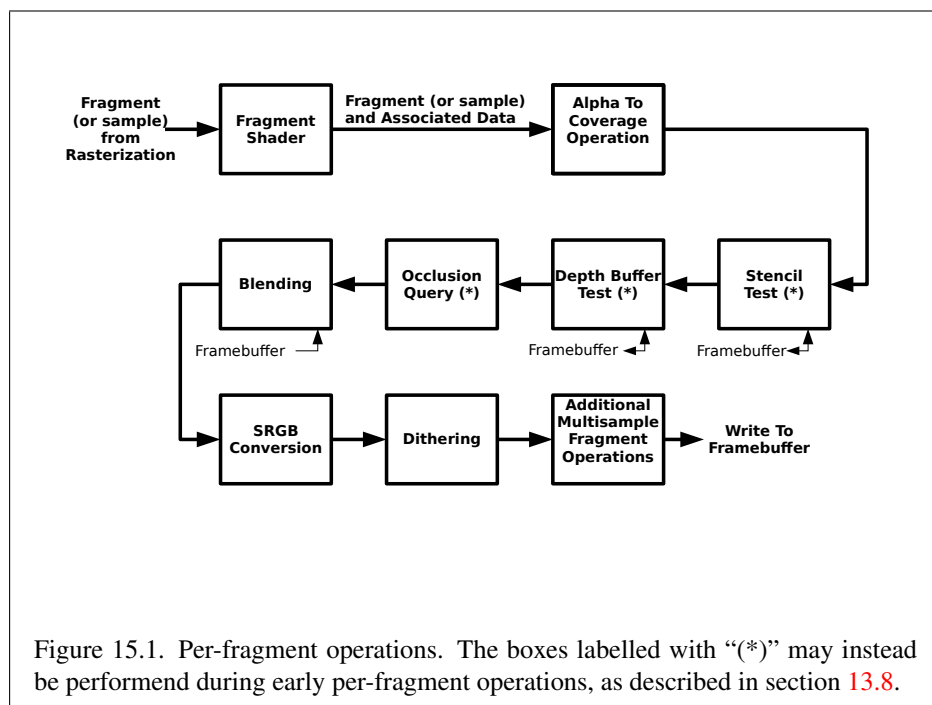 Fragment
(or sample)
from
Rasterization
Fragment
Shader
Fragment (or sample)
and Associated Data
Alpha To
Coverage
Operation
Blending
Occlusion
Query (*)
Depth Buffer
Test (*)
Stencil
Test (*)
Framebuffer
Framebuffer
Framebuffer
SRGB
Conversion
Dithering
Additional
Multisample
Fragment
Operations
Write To
Framebuffer
Figure 15.1. Per-fragment operations. The boxes labelled with “(*)” may instead
be performend during early per-fragment operations, as described in section 13.8.